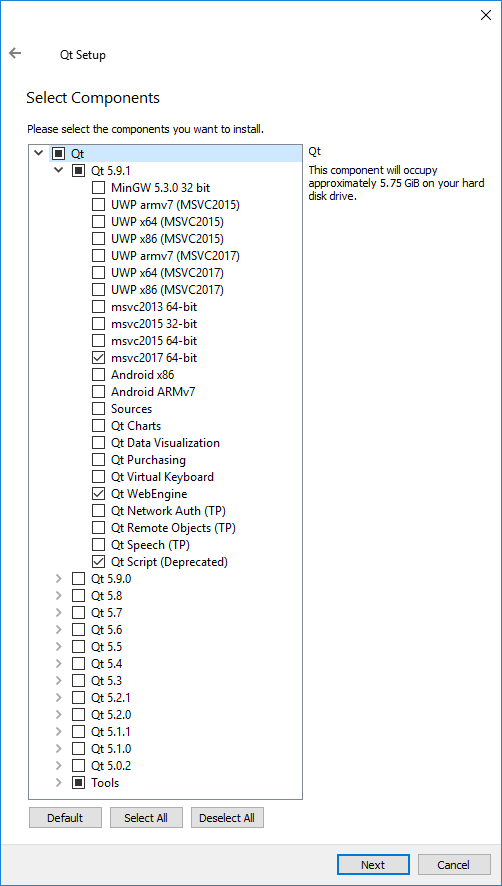 Qt Setup
Select Components
Please select the components you want to install.
Qt
Qt 5.9.1
MinGW 5.3.0 32 bit
UWP armv7 (MSVC2015)
UWP x64 (MSVC2015)
UWP x86 (MSVC2015)
UWP armv7 (MSVC2017)
UWP x64 (MSVC2017)
UWP x86 (MSVC2017)
msvc2013 64-bit
msvc2015 32-bit
msvc2015 64-bit
msvc2017 64-bit
Android x86
Android ARMv7
Sources
Qt Charts
Qt Data Visualization
Qt Purchasing
Qt Virtual Keyboard
Qt WebEngine
Qt Network Auth (TP)
Qt Remote Objects (TP)
Qt Speech (TP)
Qt Script (Deprecated)
Qt 5.9.0
Qt 5.8
Qt 5.7
Qt 5.6
Qt 5.5
Qt 5.4
Qt 5.3
Qt 5.2.1
Qt 5.2.0
Qt 5.1.1
Qt 5.1.0
Qt 5.0.2
Tools
Qt
This component will occupy
approximately 5.75 GiB on your hard
disk drive.
Default
Select All
Deselect All
Next
Cancel